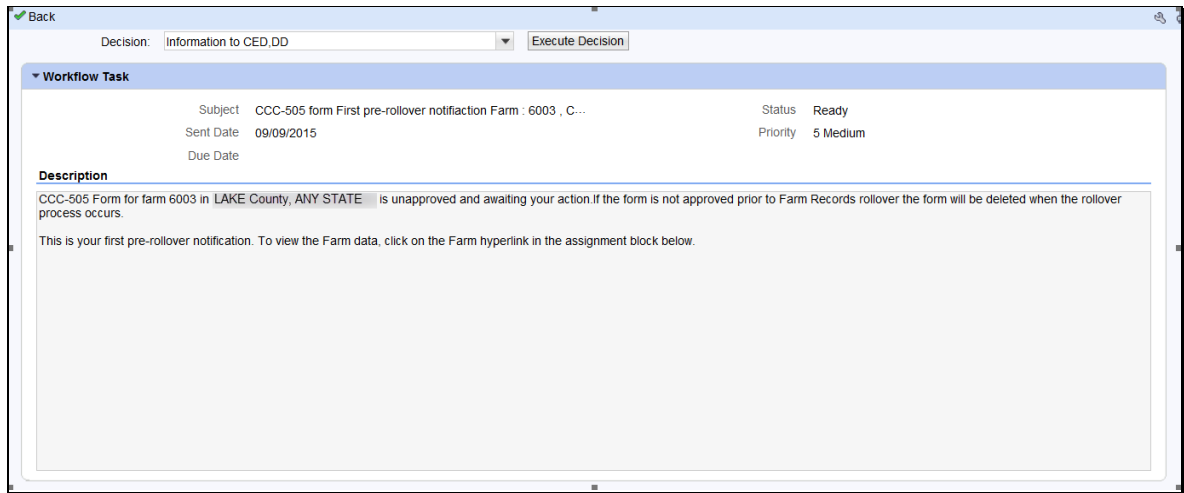 Back
Decision: Information to CED,DD Execute Decision
Workflow Task
Subject CCC-505 form First pre-rollover notifiaction Farm : 6003 , C... Status Ready
Sent Date 09/09/2015 Priority 5 Medium
Due Date
Description
CCC-505 Form for farm 6003 in LAKE County, ANY STATE is unapproved and awaiting your action.If the form is not approved prior to Farm Records rollover the form will be deleted when the rollover
process occurs.
This is your first pre-rollover notification. To view the Farm data, click on the Farm hyperlink in the assignment block below.